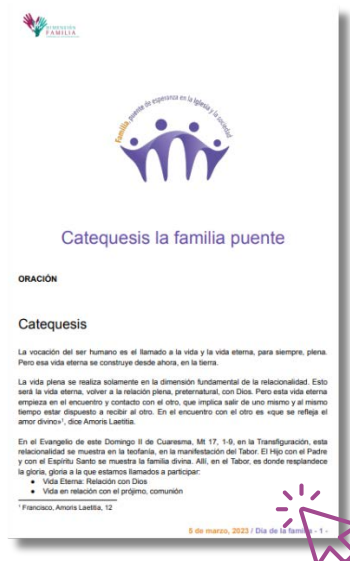 DIMENSIÓN
FAMILIA
Familia, puente de esperanza en la Iglesia y la sociedad
Catequesis la familia puente
ORACIÓN
Catequesis
La vocación del ser humano es el llamado a la vida y la vida eterna, para siempre, plena.
Pero esa vida eterna se construye desde ahora, en la tierra.
La vida plena se realiza solamente en la dimensión fundamental de la relacionalidad. Esto
será la vida eterna, volver a la relación plena, preternatural, con Dios. Pero esta vida eterna
empieza en el encuentro y contacto con el otro, que implica salir de uno mismo y al mismo
tiempo estar dispuesto a recibir al otro. En el encuentro con el otro es «que se refleja el
amor divino»¹, dice Amoris Laetitia.
En el Evangelio de este Domingo II de Cuaresma, Mt 17, 1-9, en la Transfiguración, esta
relacionalidad se muestra en la teofanía, en la manifestación del Tabor. El Hijo con el Padre
y con el Espíritu Santo se muestra la familia divina. Allí, en el Tabor, es donde resplandece
la gloria, gloria a la que estamos llamados a participar:
● Vida Eterna: Relación con Dios
● Vida en relación con el prójimo, comunión
¹ Francisco, Amoris Laetitia, 12
5 de marzo, 2023 / Día de la familia - 1 -